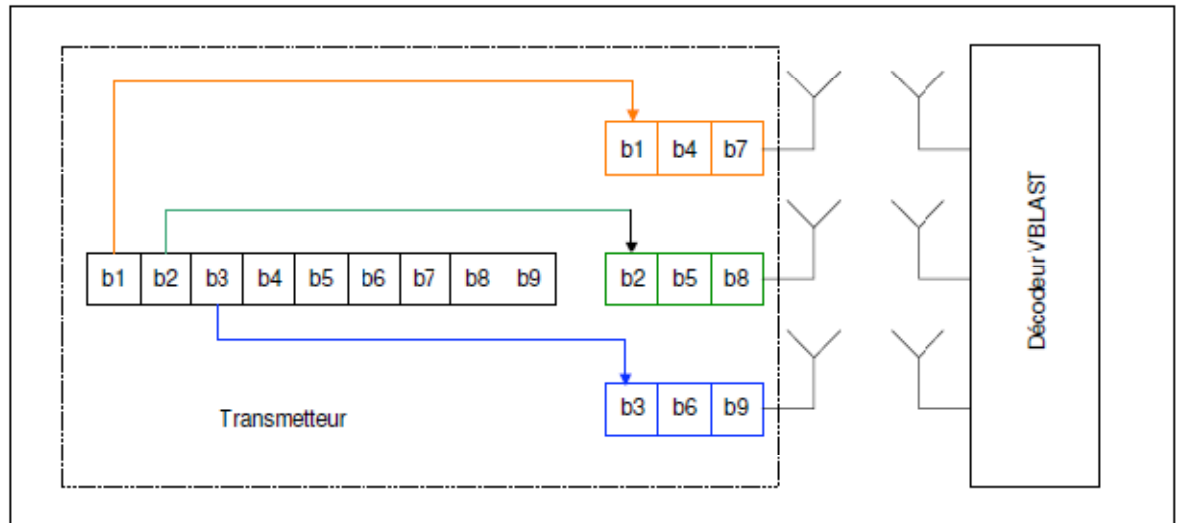 b1 b4 b7
b1 b2 b3 b4 b5 b6 b7 b8 b9
b2 b5 b8
b3 b6 b9
Transmetteur
Décodeur VBLAST